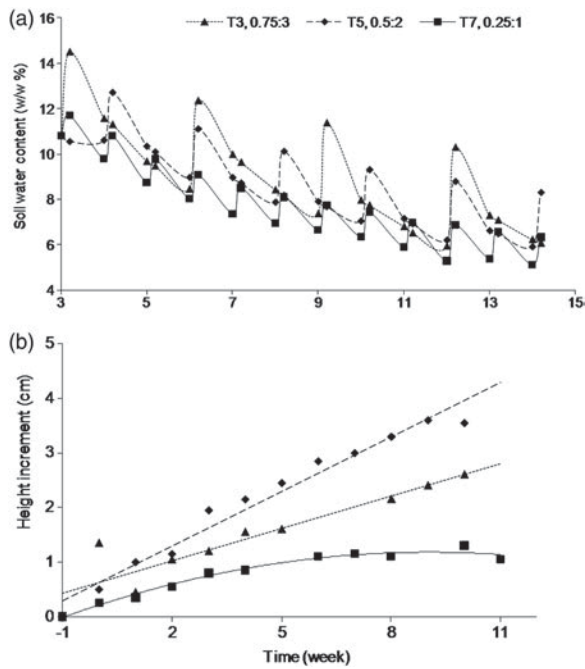 (a)
T3, 0.75:3 T5, 0.5:2 T7, 0.25:1
Soil water content (w/w %)
16
14
12
10
8
6
4
3 5 7 9 11 13 15
(b)
Height increment (cm)
5
4
3
2
1
0
-1 2 5 8 11
Time (week)